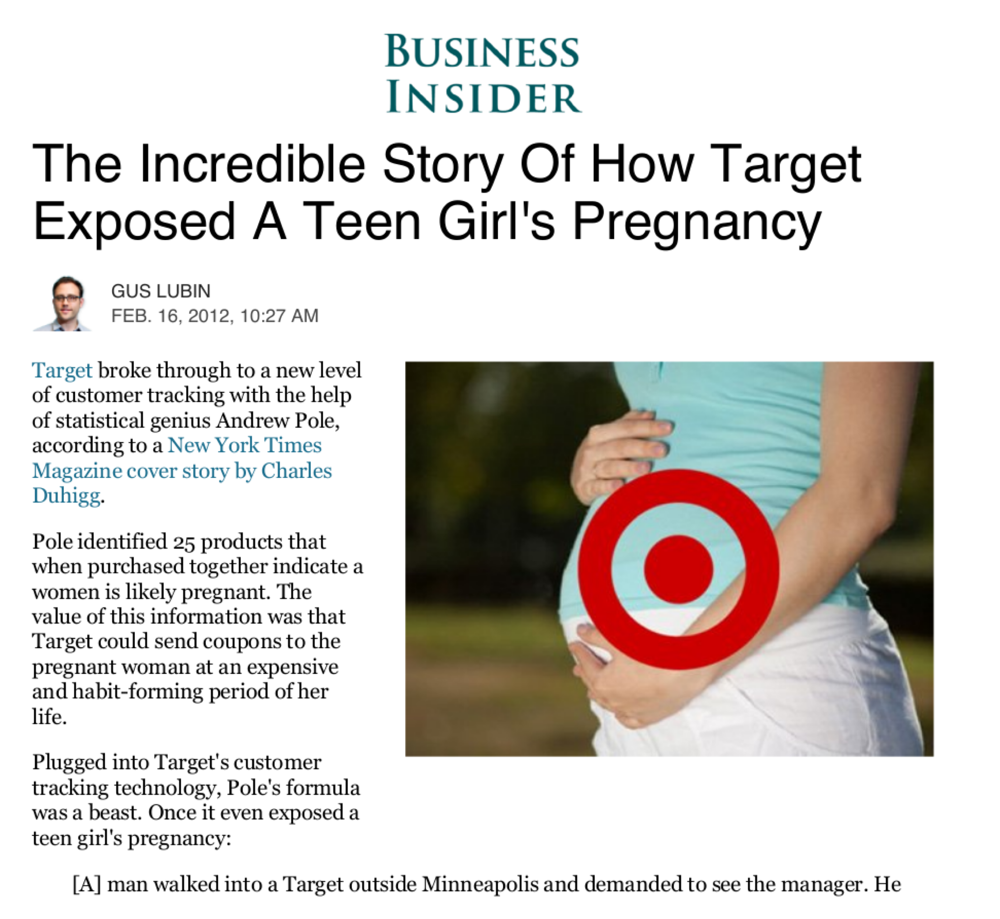 BUSINESS
INSIDER
The Incredible Story Of How Target
Exposed A Teen Girl's Pregnancy
GUS LUBIN
FEB. 16, 2012, 10:27 AM
Target broke through to a new level
of customer tracking with the help
of statistical genius Andrew Pole,
according to a New York Times
Magazine cover story by Charles
Duhigg.
Pole identified 25 products that
when purchased together indicate a
women is likely pregnant. The
value of this information was that
Target could send coupons to the
pregnant woman at an expensive
and habit-forming period of her
life.
Plugged into Target's customer
tracking technology, Pole's formula
was a beast. Once it even exposed a
teen girl's pregnancy:
[A] man walked into a Target outside Minneapolis and demanded to see the manager. He